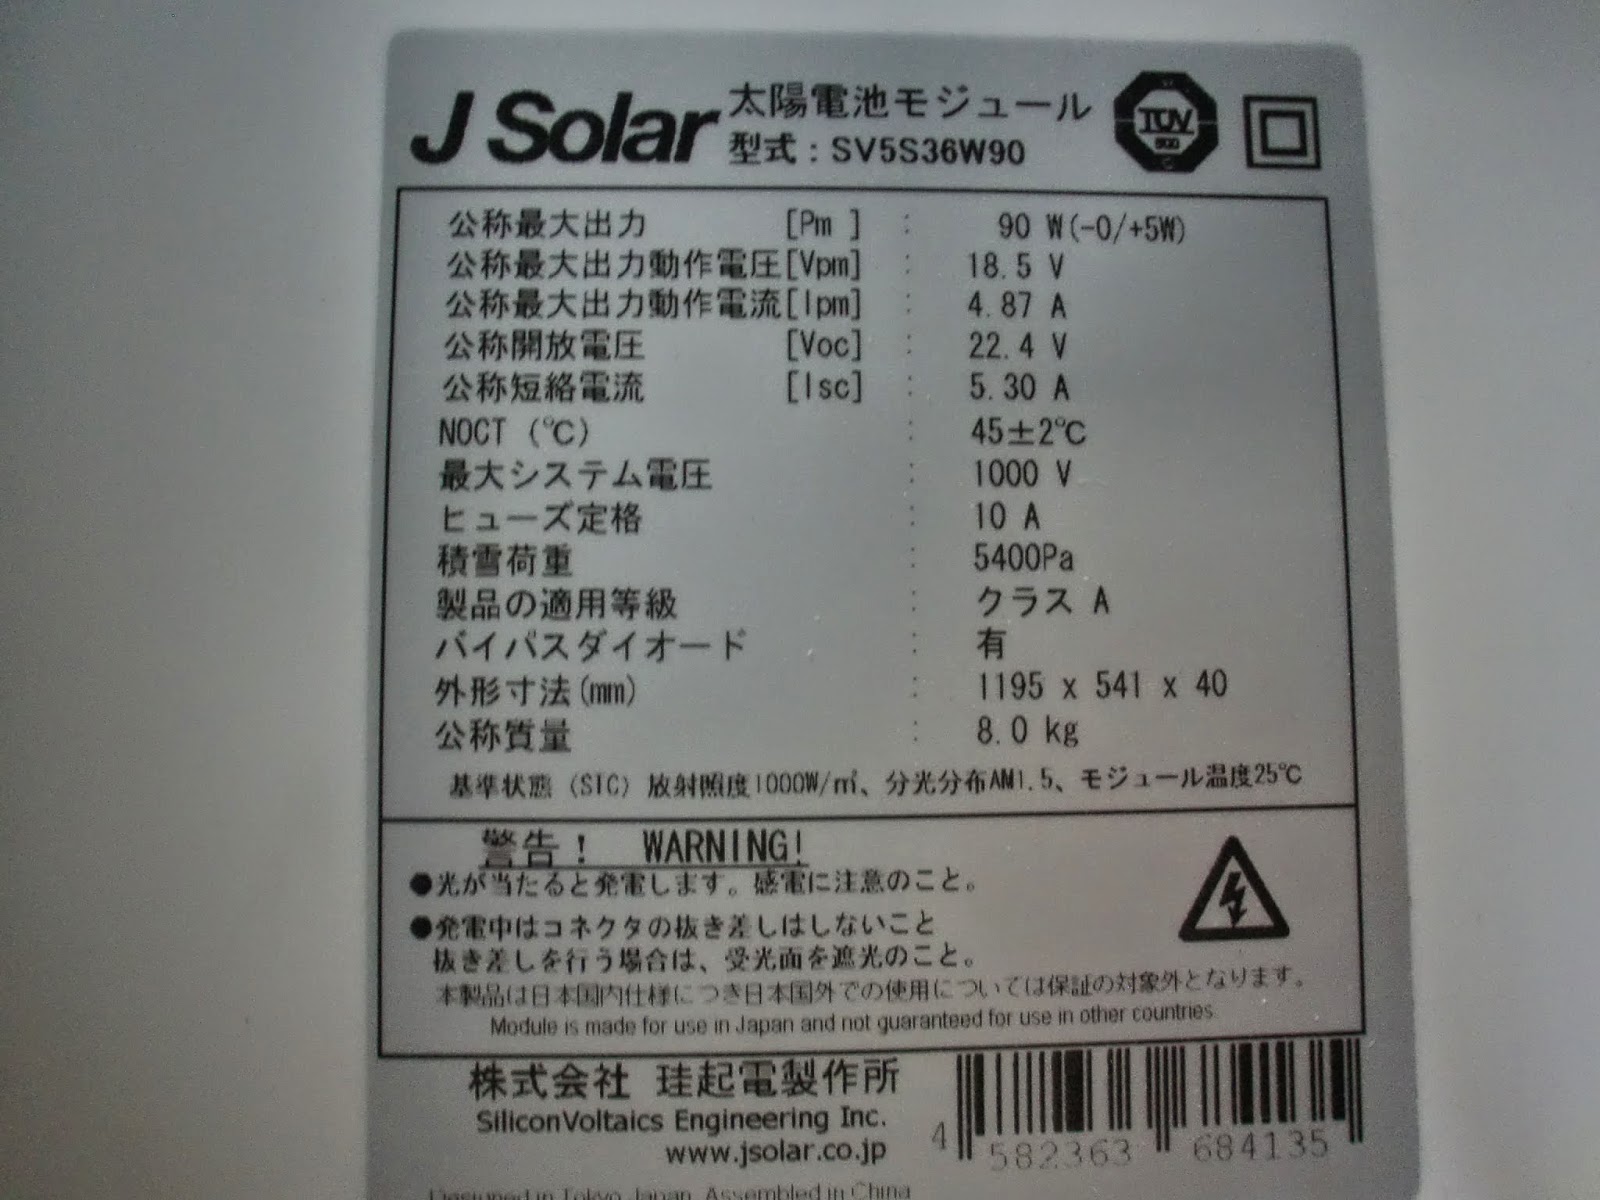 J Solar 太陽電池モジュール
型式：SV5S36W90
TÜV
公称最大出力 [Pm ] : 90 W(-0/+5W)
公称最大出力動作電圧[Vpm] : 18.5 V
公称最大出力動作電流[Ipm] : 4.87 A
公称開放電圧 [Voc] : 22.4 V
公称短絡電流 [Isc] : 5.30 A
NOCT (℃) : 45±2℃
最大システム電圧 : 1000 V
ヒューズ定格 : 10 A
積雪荷重 : 5400Pa
製品の適用等級 : クラス A
バイパスダイオード : 有
外形寸法(mm) : 1195 x 541 x 40
公称質量 : 8.0 kg
基準状態 (STC) 放射照度1000W/㎡、分光分布AM1.5、モジュール温度25℃
警告！ WARNING!
●光が当たると発電します。感電に注意のこと。
●発電中はコネクタの抜き差しはしないこと
抜き差しを行う場合は、受光面を遮光のこと。
本製品は日本国内仕様につき日本国外での使用については保証の対象外となります。
Module is made for use in Japan and not guaranteed for use in other countries.
株式会社 珪起電製作所
SiliconVoltaics Engineering Inc.
www.jsolar.co.jp
4 582363 684135
Designed in Tokyo Japan, Assembled in China